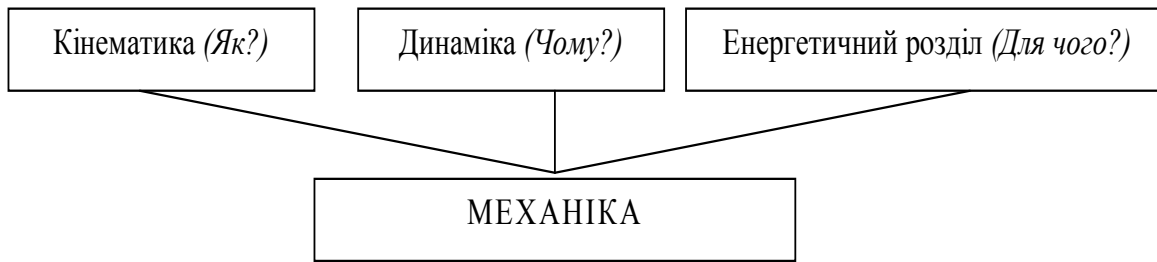 Кінематика (Як?)
Динаміка (Чому?)
Енергетичний розділ (Для чого?)
МЕХАНІКА